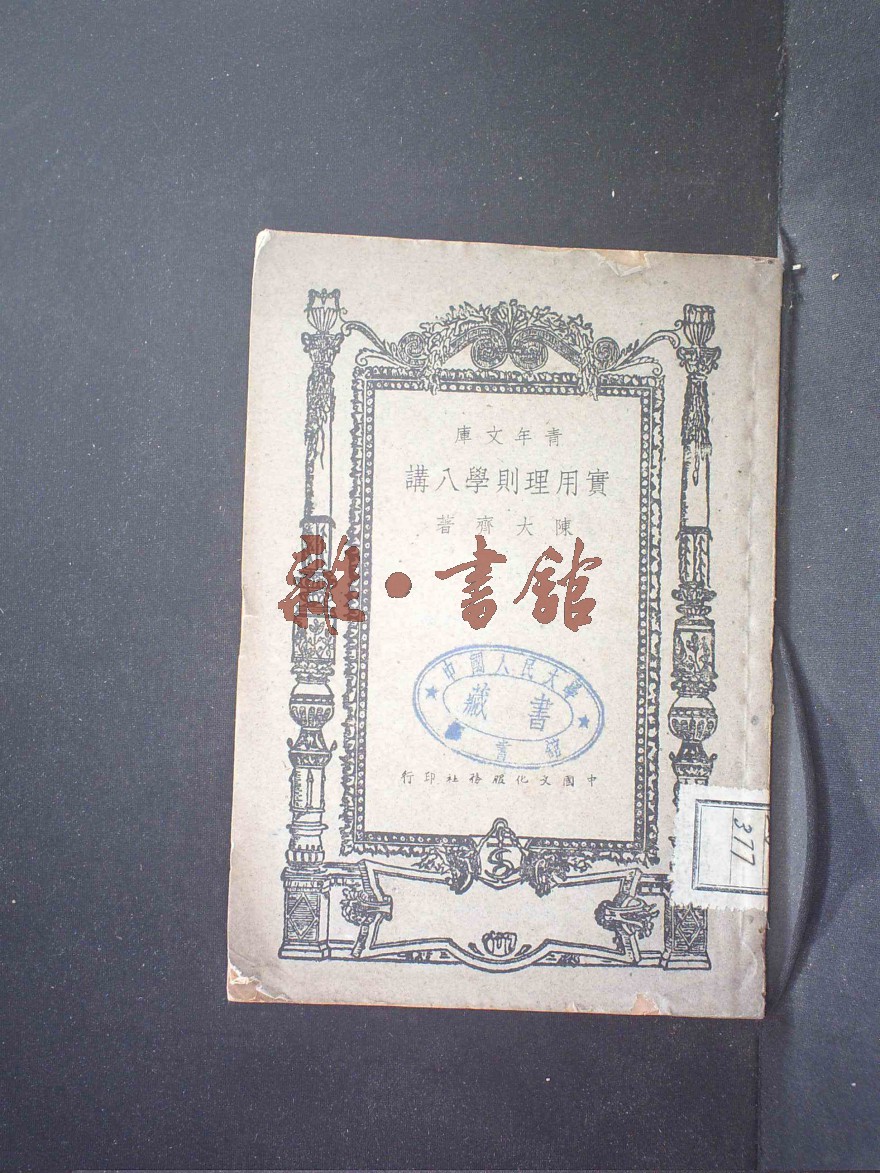 青年文庫
實用理則學八講
陳大齊著
雜·書館
中國人民大學
藏書
圖書館
中國文化服務社印行
377